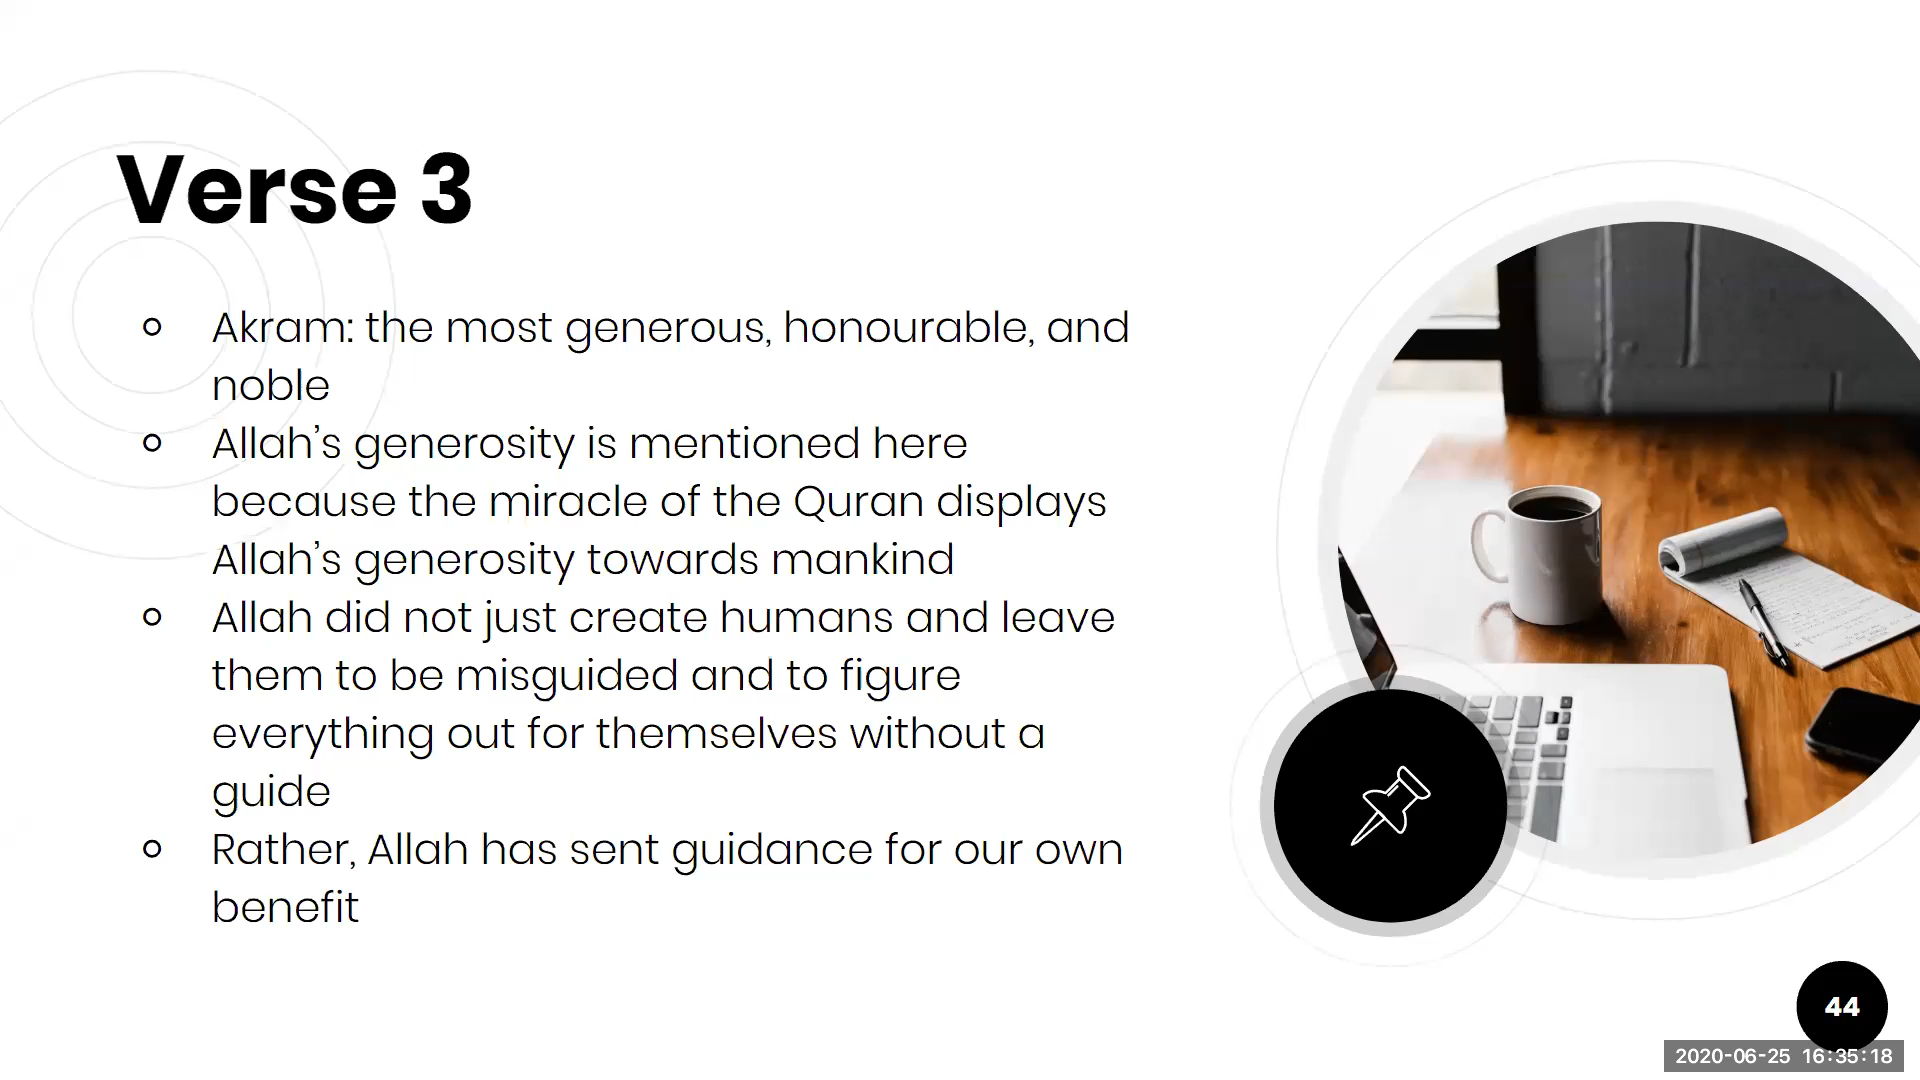 Verse 3
Akram: the most generous, honourable, and
noble
Allah’s generosity is mentioned here
because the miracle of the Quran displays
Allah’s generosity towards mankind
Allah did not just create humans and leave
them to be misguided and to figure
everything out for themselves without a
guide
Rather, Allah has sent guidance for our own
benefit
44
2020-06-25 16:35:18